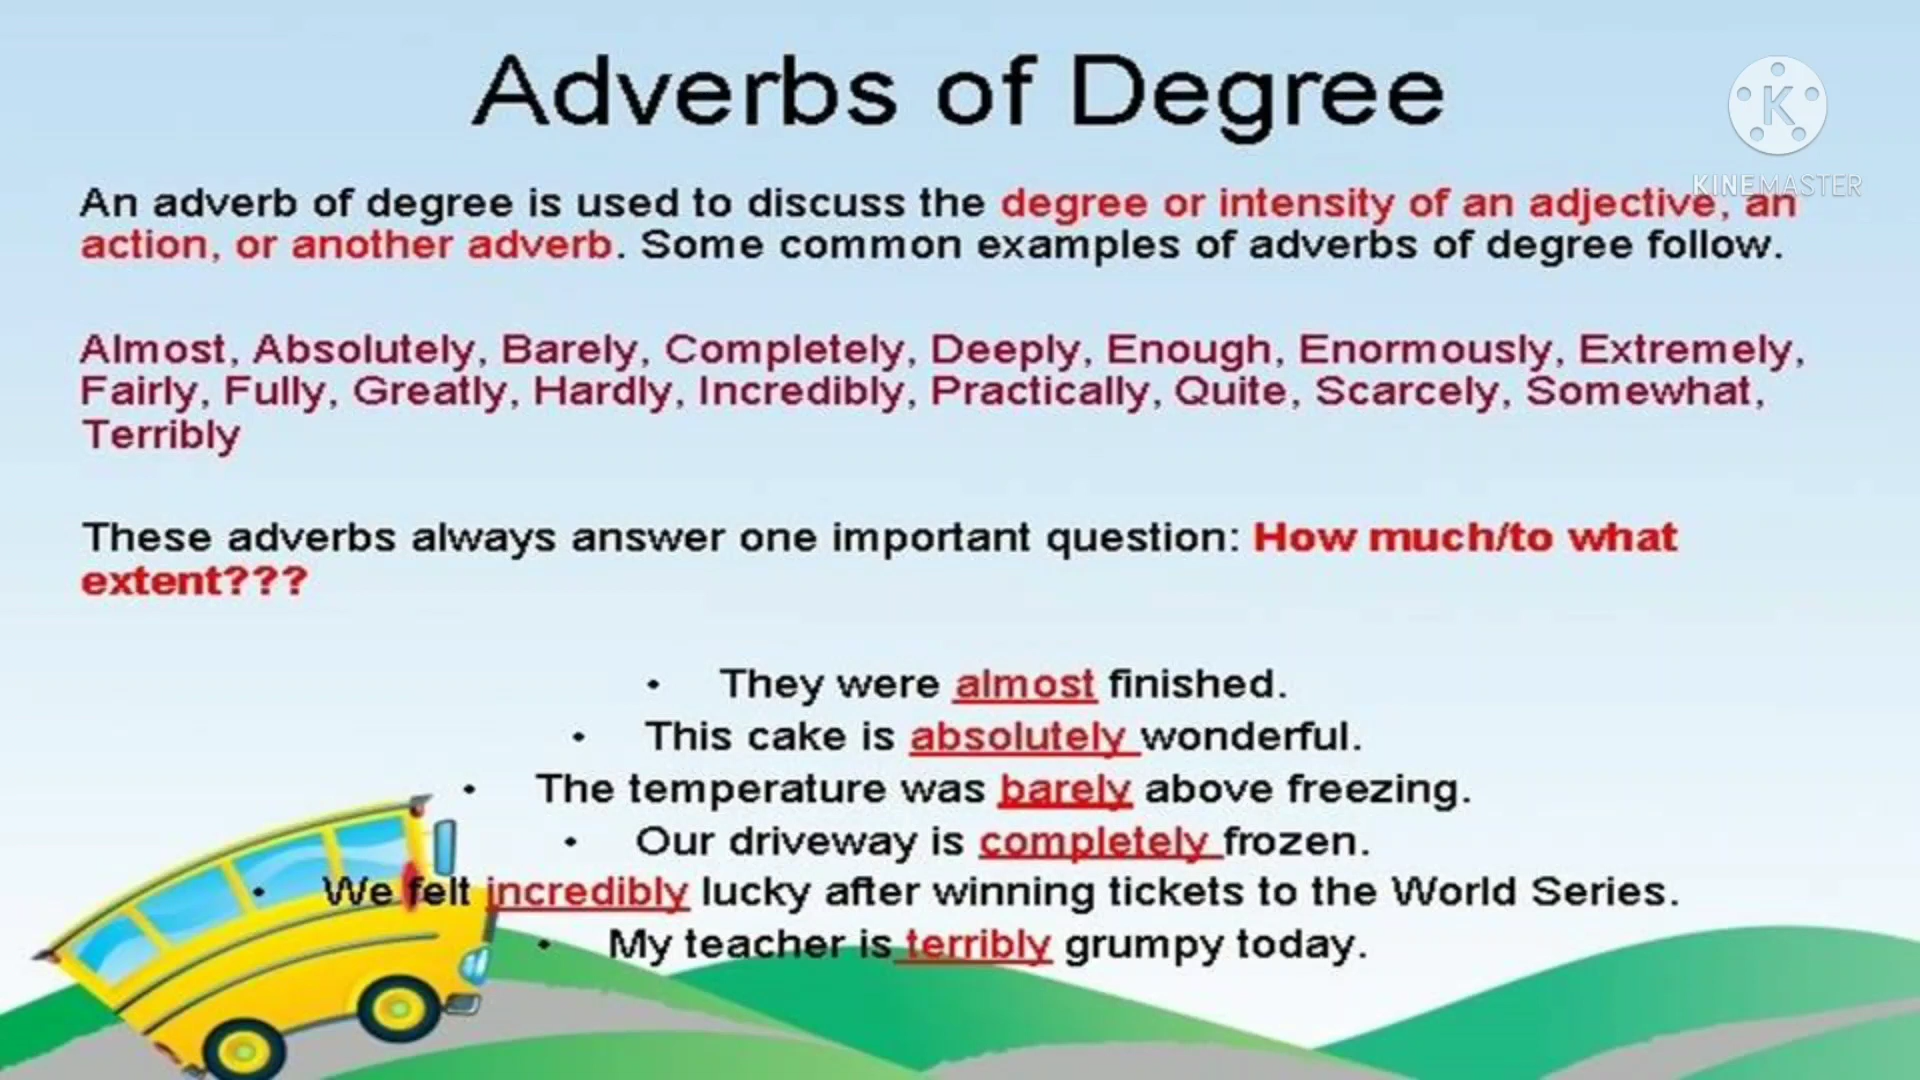 Adverbs of Degree
K
KINEMASTER
An adverb of degree is used to discuss the degree or intensity of an adjective, an
action, or another adverb. Some common examples of adverbs of degree follow.
Almost, Absolutely, Barely, Completely, Deeply, Enough, Enormously, Extremely,
Fairly, Fully, Greatly, Hardly, Incredibly, Practically, Quite, Scarcely, Somewhat,
Terribly
These adverbs always answer one important question: How much/to what
extent???
• They were almost finished.
• This cake is absolutely wonderful.
• The temperature was barely above freezing.
• Our driveway is completely frozen.
• We felt incredibly lucky after winning tickets to the World Series.
• My teacher is terribly grumpy today.